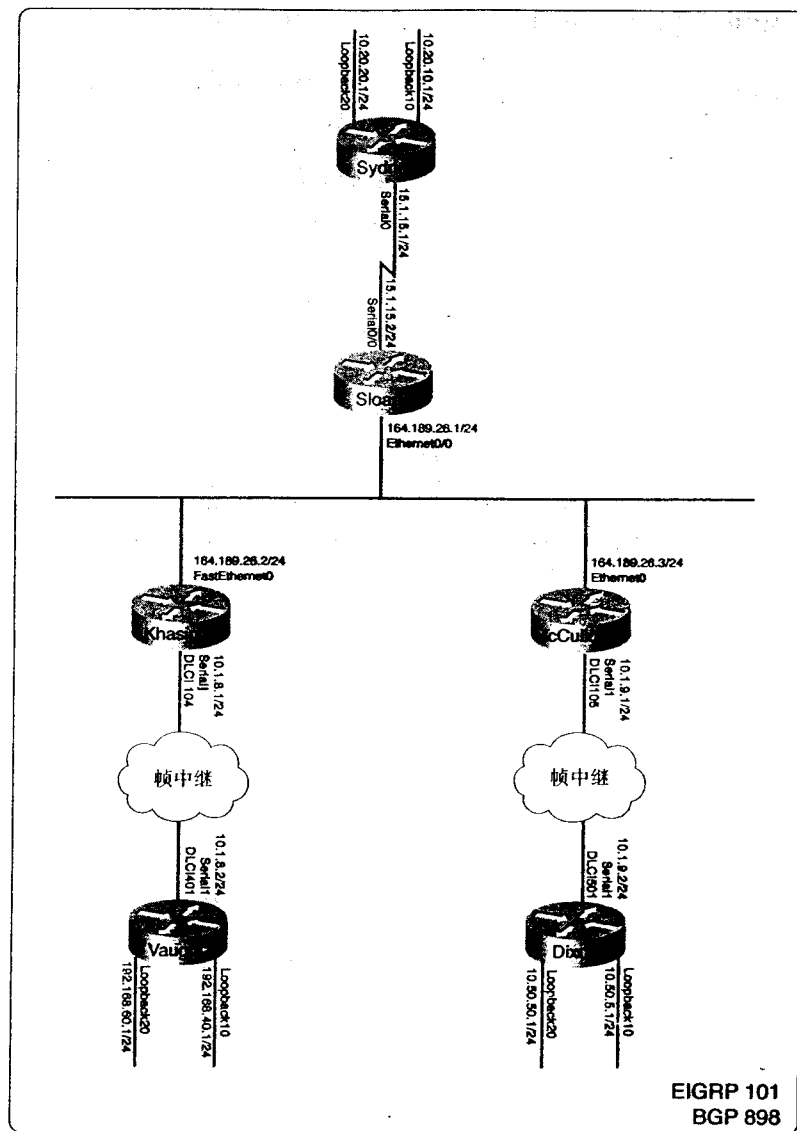 10.20.20.1/24
Loopback20
10.20.10.1/24
Loopback10
15.1.15.1/24
Serial0
15.1.15.2/24
Serial0/0
164.189.26.1/24
Ethernet0/0
164.189.26.2/24
FastEthernet0
164.189.26.3/24
Ethernet0
10.1.8.1/24
DLCI 104
10.1.9.1/24
Serial1
DLCI105
帧中继
帧中继
10.1.8.2/24
Serial1
DLCI401
10.1.9.2/24
Serial1
DLCI501
Loopback20
192.168.60.1/24
Loopback10
192.168.40.1/24
Loopback20
10.50.50.1/24
Loopback10
10.50.5.1/24
EIGRP 101
BGP 898